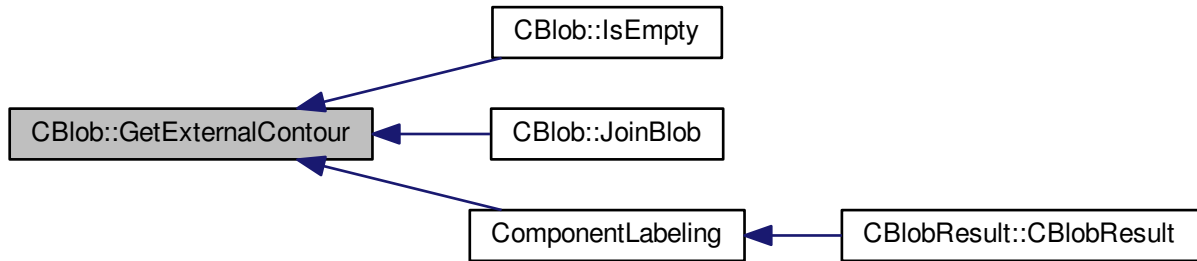 CBlob::IsEmpty
CBlob::GetExternalContour
CBlob::JoinBlob
ComponentLabeling
CBlobResult::CBlobResult